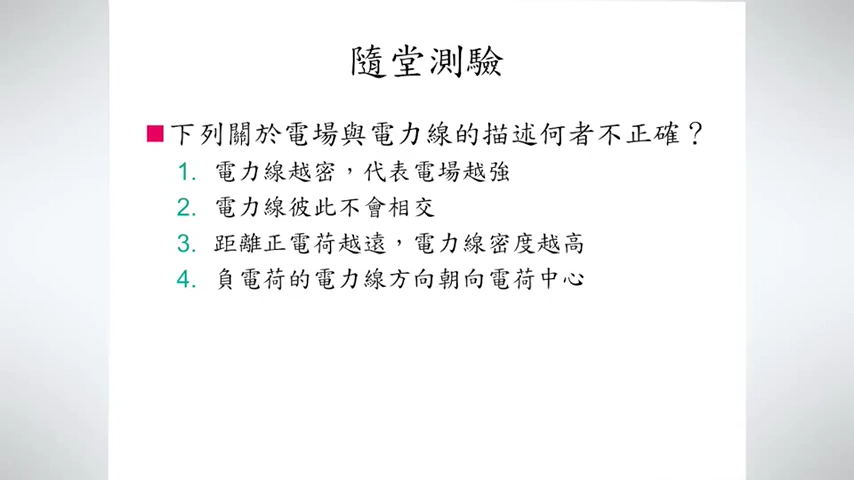 隨堂測驗
下列關於電場與電力線的描述何者不正確？
1. 電力線越密，代表電場越強
2. 電力線彼此不會相交
3. 距離正電荷越遠，電力線密度越高
4. 負電荷的電力線方向朝向電荷中心